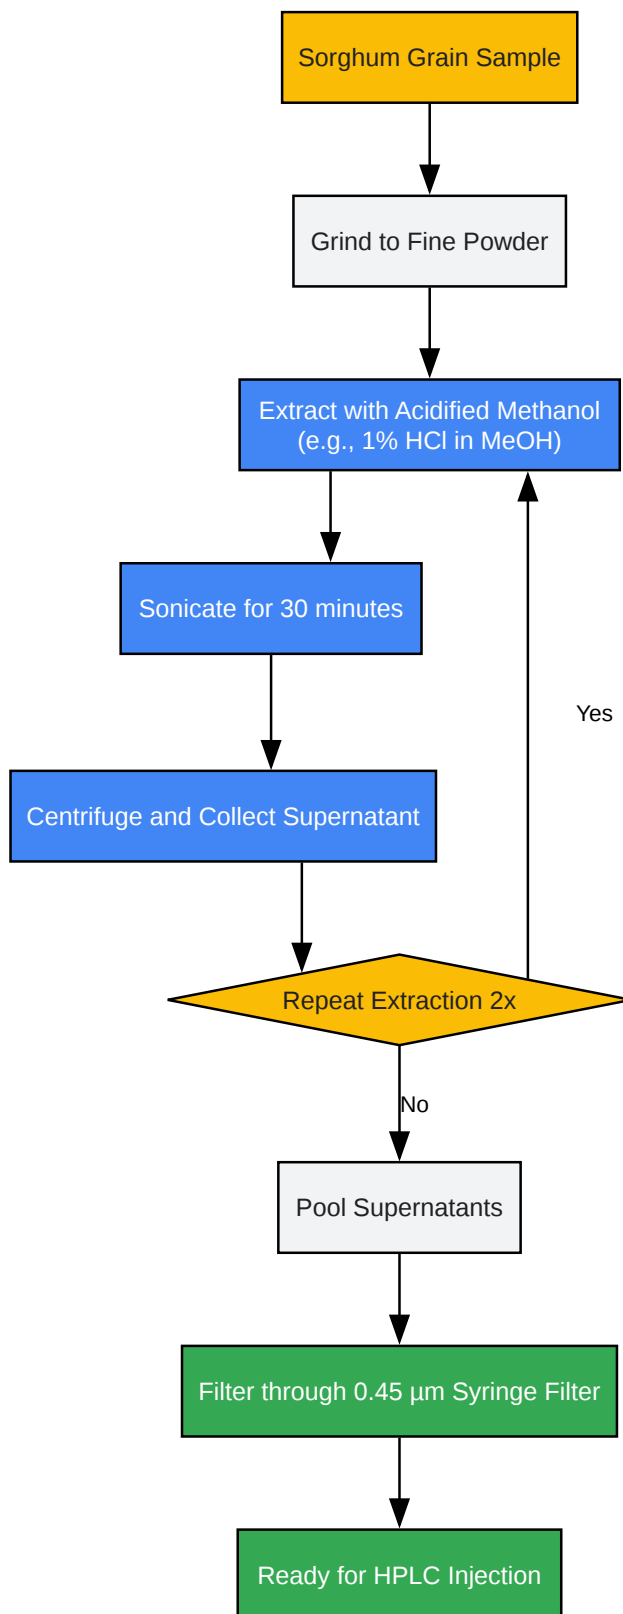 Sorghum Grain Sample
Grind to Fine Powder
Extract with Acidified Methanol
(e.g., 1% HCl in MeOH)
Sonicate for 30 minutes
Yes
Centrifuge and Collect Supernatant
Repeat Extraction 2x
No
Pool Supernatants
Filter through 0.45 µm Syringe Filter
Ready for HPLC Injection